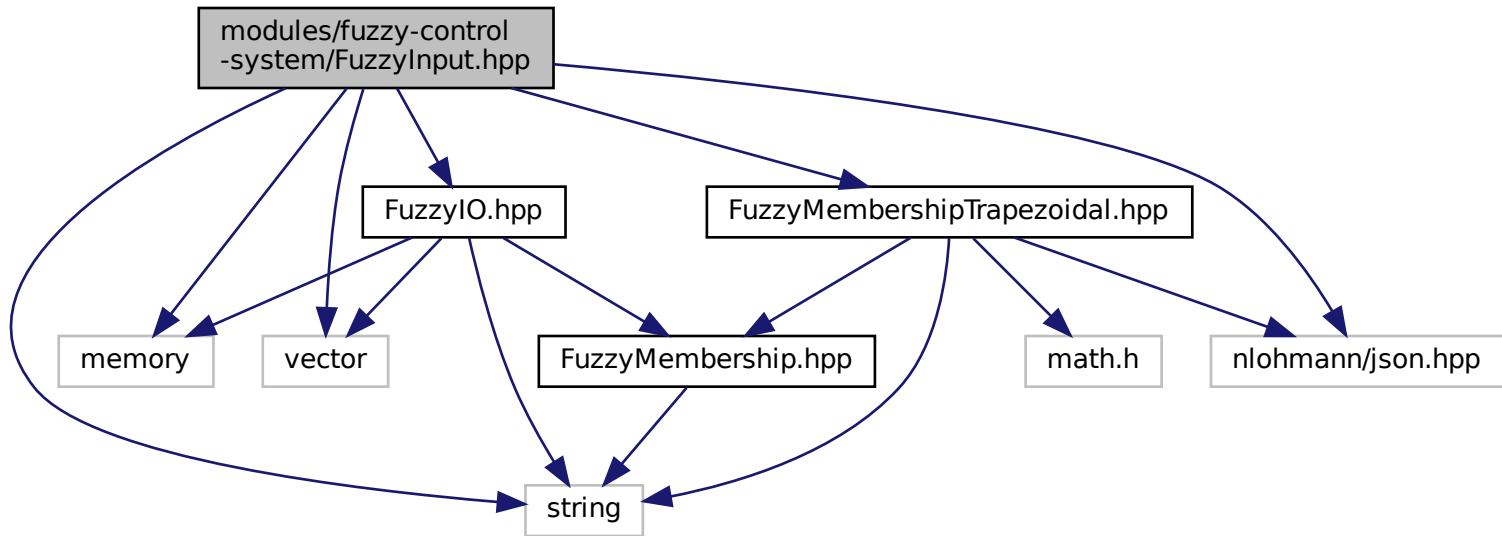 modules/fuzzy-control
-system/FuzzyInput.hpp
FuzzyIO.hpp
FuzzyMembershipTrapezoidal.hpp
memory
vector
FuzzyMembership.hpp
math.h
nlohmann/json.hpp
string